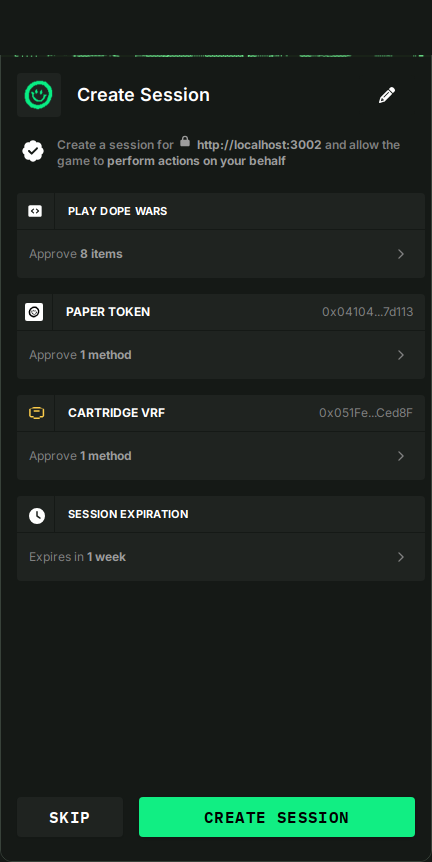 Create Session
Create a session for http://localhost:3002 and allow the
game to perform actions on your behalf
PLAY DOPE WARS
Approve 8 items
PAPER TOKEN 0x04104...7d113
Approve 1 method
CARTRIDGE VRF 0x051Fe...Ced8F
Approve 1 method
SESSION EXPIRATION
Expires in 1 week
SKIP CREATE SESSION